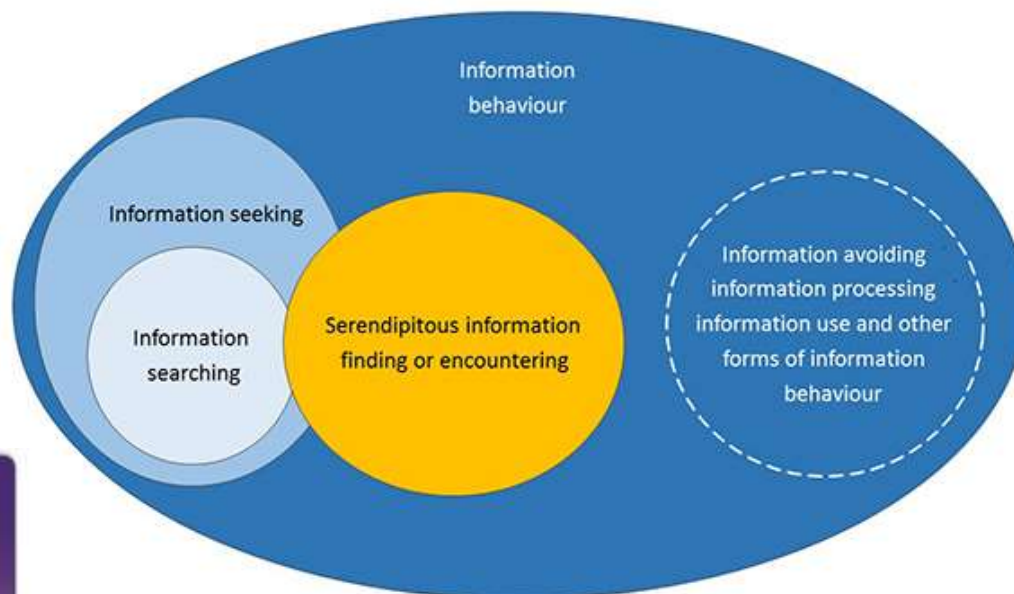 Information
behaviour
Information seeking
Information
searching
Serendipitous information
finding or encountering
Information avoiding
information processing
information use and other
forms of information
behaviour